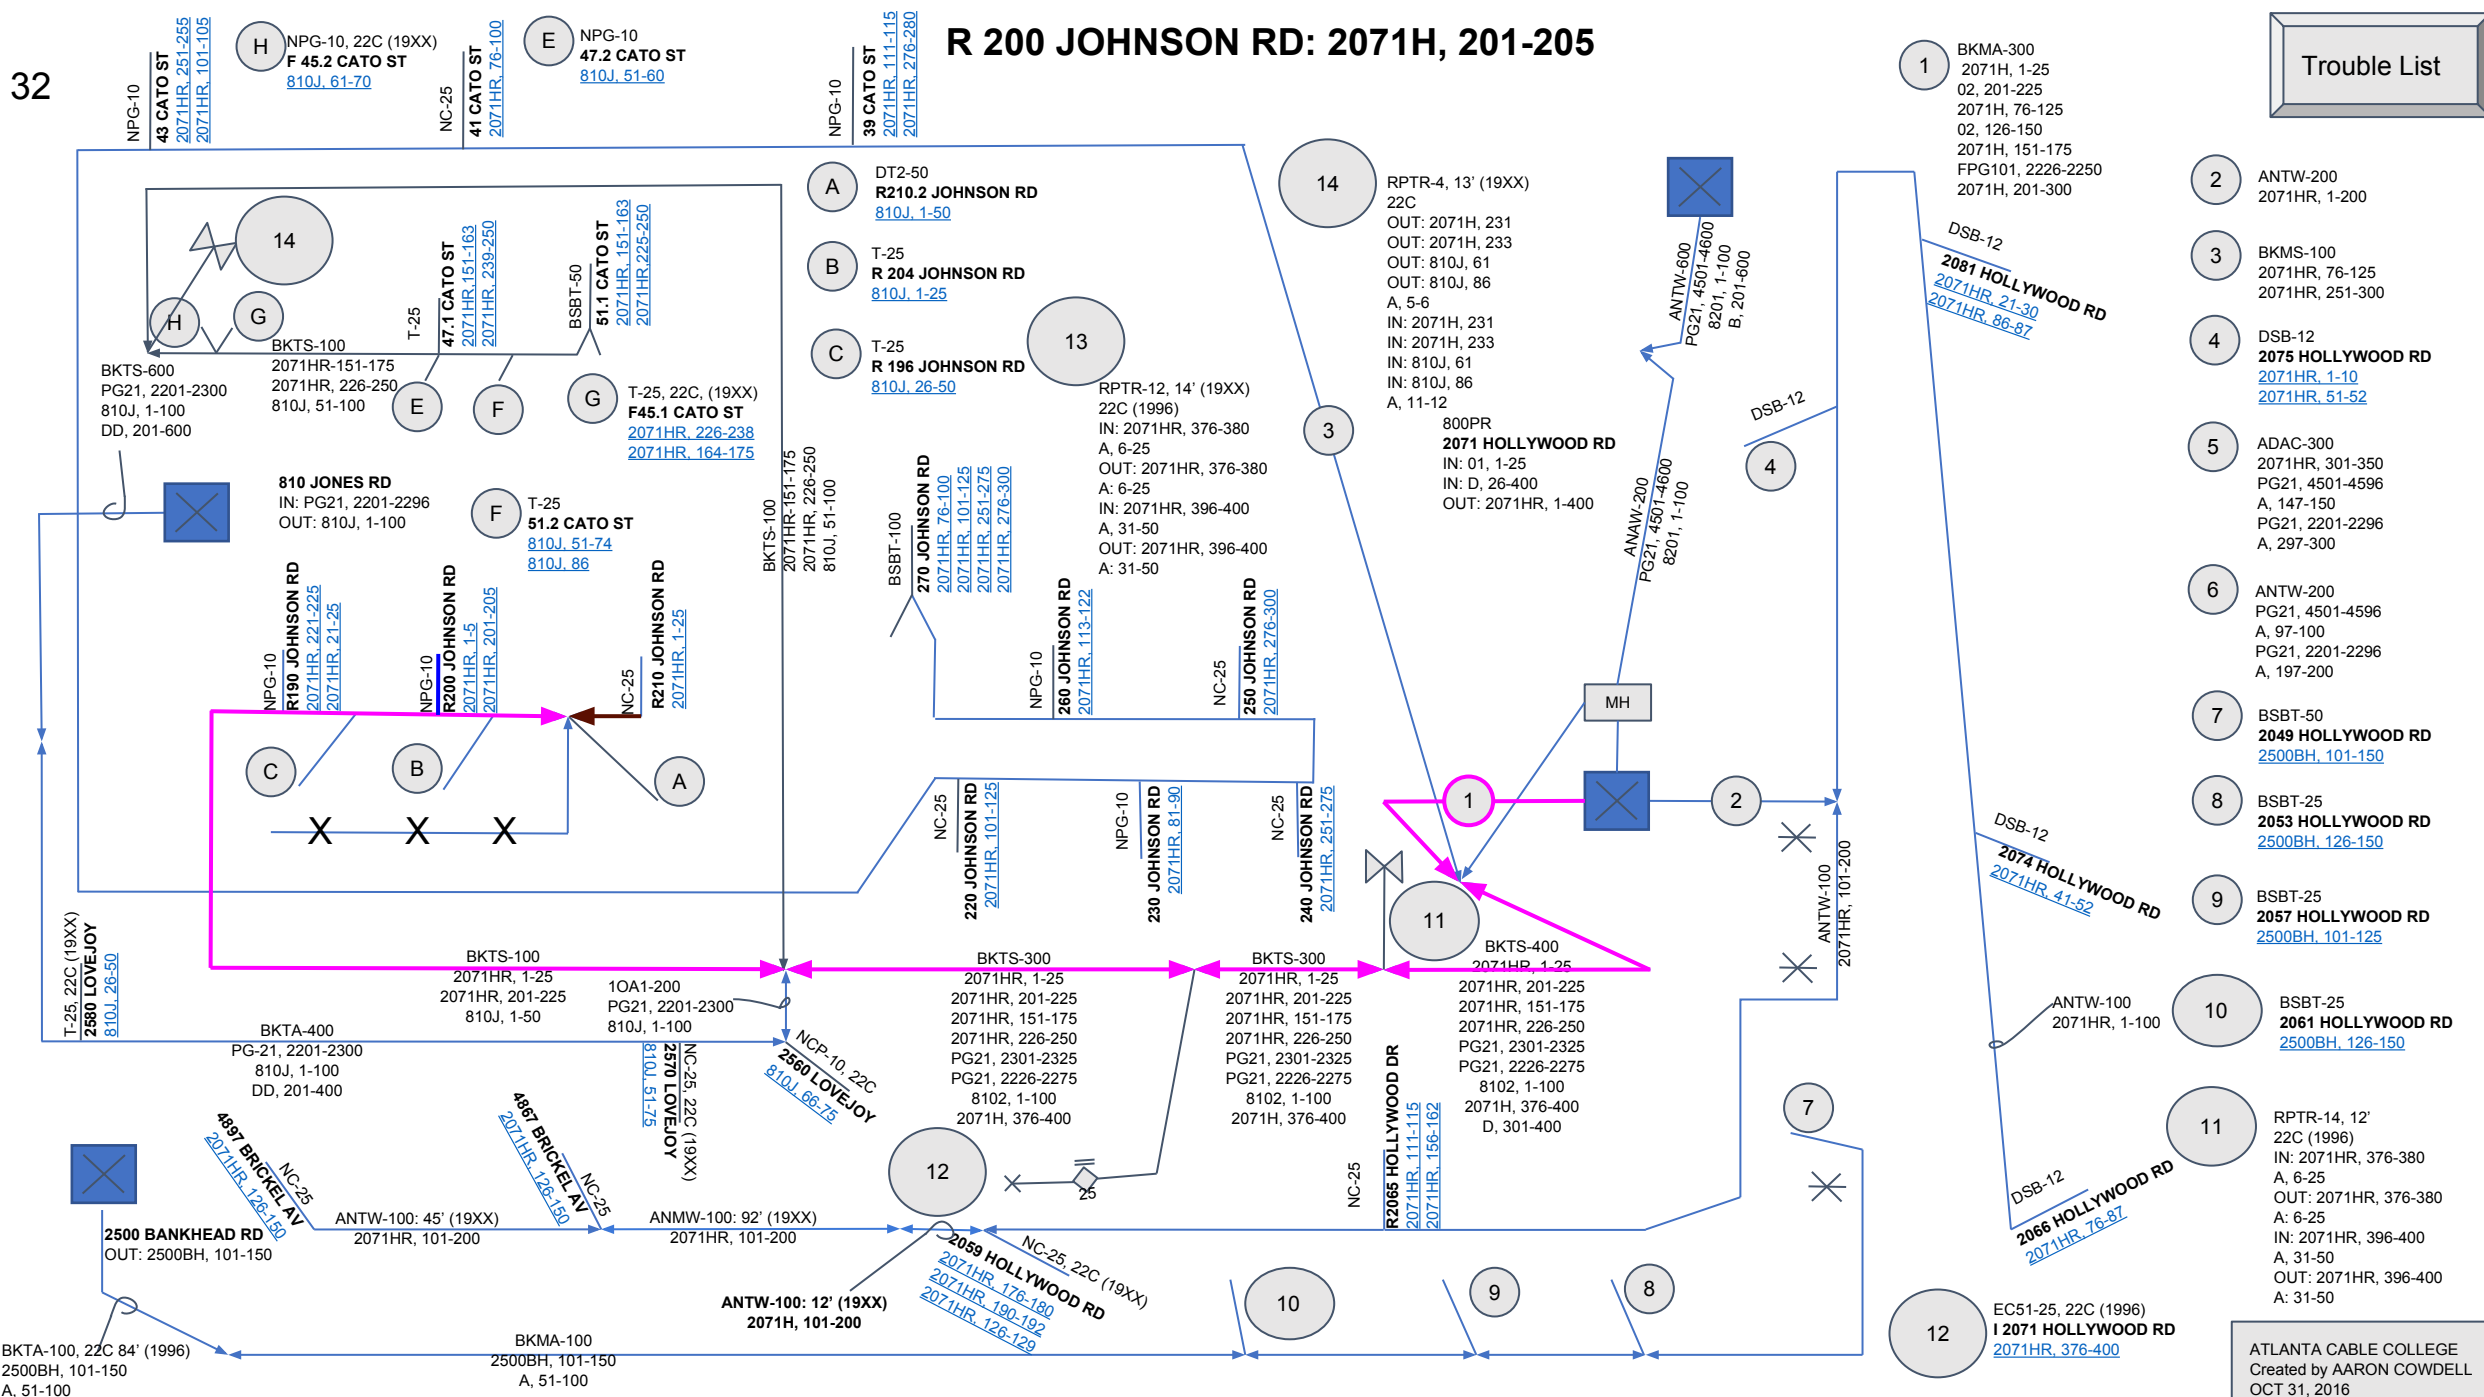 R 200 JOHNSON RD: 2071H, 201-205
32
Trouble List
NPG-10
43 CATO ST
2071HR, 251-255
2071HR, 101-105
H
NPG-10, 22C (19XX)
F 45.2 CATO ST
810J, 61-70
NC-25
41 CATO ST
2071HR, 76-100
E
NPG-10
47.2 CATO ST
810J, 51-60
NPG-10
39 CATO ST
2071HR, 111-115
2071HR, 276-280
1
BKMA-300
2071H, 1-25
02, 201-225
2071H, 76-125
02, 126-150
2071H, 151-175
FPG101, 2226-2250
2071H, 201-300
2
ANTW-200
2071HR, 1-200
3
BKMS-100
2071HR, 76-125
2071HR, 251-300
4
DSB-12
2075 HOLLYWOOD RD
2071HR, 1-10
2071HR, 51-52
5
ADAC-300
2071HR, 301-350
PG21, 4501-4596
A, 147-150
PG21, 2201-2296
A, 297-300
6
ANTW-200
PG21, 4501-4596
A, 97-100
PG21, 2201-2296
A, 197-200
7
BSBT-50
2049 HOLLYWOOD RD
2500BH, 101-150
8
BSBT-25
2053 HOLLYWOOD RD
2500BH, 126-150
9
BSBT-25
2057 HOLLYWOOD RD
2500BH, 101-125
10
BSBT-25
2061 HOLLYWOOD RD
2500BH, 126-150
11
RPTR-14, 12'
22C (1996)
IN: 2071HR, 376-380
A, 6-25
OUT: 2071HR, 376-380
A: 6-25
IN: 2071HR, 396-400
A, 31-50
OUT: 2071HR, 396-400
A: 31-50
12
EC51-25, 22C (1996)
I 2071 HOLLYWOOD RD
2071HR, 376-400
ATLANTA CABLE COLLEGE
Created by AARON COWDELL
OCT 31, 2016
A
DT2-50
R210.2 JOHNSON RD
810J, 1-50
B
T-25
R 204 JOHNSON RD
810J, 1-25
C
T-25
R 196 JOHNSON RD
810J, 26-50
13
RPTR-12, 14' (19XX)
22C (1996)
IN: 2071HR, 376-380
A, 6-25
OUT: 2071HR, 376-380
A: 6-25
IN: 2071HR, 396-400
A, 31-50
OUT: 2071HR, 396-400
A: 31-50
14
RPTR-4, 13' (19XX)
22C
OUT: 2071H, 231
OUT: 2071H, 233
OUT: 810J, 61
OUT: 810J, 86
A, 5-6
IN: 2071H, 231
IN: 2071H, 233
IN: 810J, 61
IN: 810J, 86
A, 11-12
800PR
2071 HOLLYWOOD RD
IN: 01, 1-25
IN: D, 26-400
OUT: 2071HR, 1-400
3
ANTW-600
PG21, 4501-4600
8201, 1-100
B, 201-600
ANAW-200
PG21, 4501-4600
8201, 1-100
MH
DSB-12
2081 HOLLYWOOD RD
2071HR, 21-30
2071HR, 86-87
DSB-12
4
14
H
G
T-25
47.1 CATO ST
2071HR,151-163
2071HR, 239-250
BSBT-50
51.1 CATO ST
2071HR, 151-163
2071HR,225-250
BKTS-600
PG21, 2201-2300
810J, 1-100
DD, 201-600
BKTS-100
2071HR-151-175
2071HR, 226-250
810J, 51-100
E
F
G
T-25, 22C, (19XX)
F45.1 CATO ST
2071HR, 226-238
2071HR, 164-175
810 JONES RD
IN: PG21, 2201-2296
OUT: 810J, 1-100
F
T-25
51.2 CATO ST
810J, 51-74
810J, 86
BKTS-100
2071HR-151-175
2071HR, 226-250
810J, 51-100
NPG-10
R190 JOHNSON RD
2071HR, 221-225
2071HR, 21-25
NPG-10
R200 JOHNSON RD
2071HR, 1-5
2071HR, 201-205
NC-25
R210 JOHNSON RD
2071HR, 1-25
BSBT-100
270 JOHNSON RD
2071HR, 76-100
2071HR, 101-125
2071HR, 251-275
2071HR, 276-300
NPG-10
260 JOHNSON RD
2071HR, 113-122
NC-25
250 JOHNSON RD
2071HR, 276-300
C
B
A
X
X
X
NC-25
220 JOHNSON RD
2071HR, 101-125
NPG-10
230 JOHNSON RD
2071HR, 81-90
NC-25
240 JOHNSON RD
2071HR, 251-275
1
2
11
ANTW-100
2071HR, 101-200
DSB-12
2074 HOLLYWOOD RD
2071HR, 41-52
T-25, 22C (19XX)
2580 LOVEJOY
810J, 26-50
BKTS-100
2071HR, 1-25
2071HR, 201-225
810J, 1-50
1OA1-200
PG21, 2201-2300
810J, 1-100
BKTS-300
2071HR, 1-25
2071HR, 201-225
2071HR, 151-175
2071HR, 226-250
PG21, 2301-2325
PG21, 2226-2275
8102, 1-100
2071H, 376-400
BKTS-300
2071HR, 1-25
2071HR, 201-225
2071HR, 151-175
2071HR, 226-250
PG21, 2301-2325
PG21, 2226-2275
8102, 1-100
2071H, 376-400
BKTS-400
2071HR, 1-25
2071HR, 201-225
2071HR, 151-175
2071HR, 226-250
PG21, 2301-2325
PG21, 2226-2275
8102, 1-100
2071H, 376-400
D, 301-400
BKTA-400
PG-21, 2201-2300
810J, 1-100
DD, 201-400
NC-25, 22C (19XX)
2570 LOVEJOY
810J, 51-75
NCP-10, 22C
2560 LOVEJOY
810J, 66-75
ANTW-100
2071HR, 1-100
7
2500 BANKHEAD RD
OUT: 2500BH, 101-150
NC-25
4897 BRICKEL AV
2071HR, 126-150
NC-25
4867 BRICKEL AV
2071HR, 126-150
ANTW-100: 45' (19XX)
2071HR, 101-200
ANMW-100: 92' (19XX)
2071HR, 101-200
12
25
NC-25
R2065 HOLLYWOOD DR
2071HR, 111-115
2071HR, 156-162
NC-25, 22C (19XX)
2059 HOLLYWOOD RD
2071HR, 176-180
2071HR, 190-192
2071HR, 126-129
ANTW-100: 12' (19XX)
2071H, 101-200
DSB-12
2066 HOLLYWOOD RD
2071HR, 76-87
10
9
8
BKTA-100, 22C 84' (1996)
2500BH, 101-150
A, 51-100
BKMA-100
2500BH, 101-150
A, 51-100